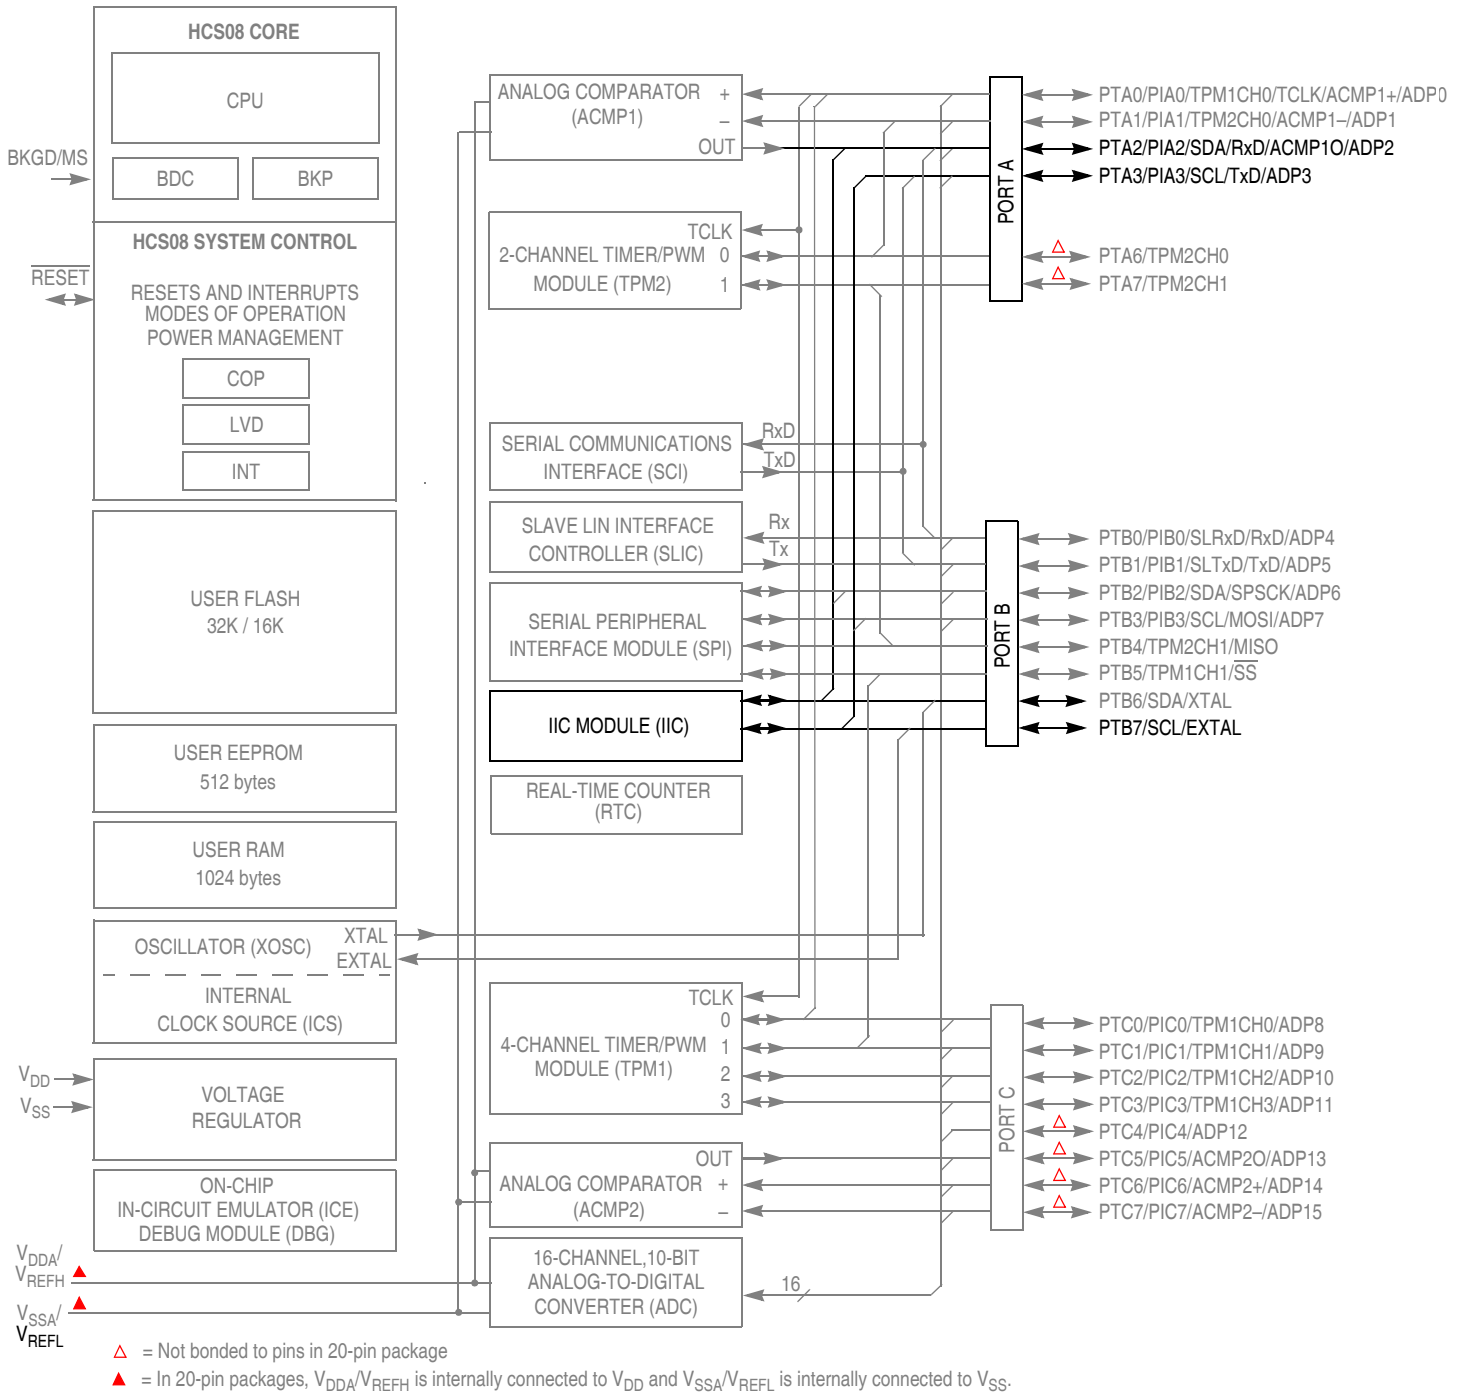 HCS08 CORE
CPU
BDC
BKP
BKGD/MS
HCS08 SYSTEM CONTROL
RESET
RESETS AND INTERRUPTS
MODES OF OPERATION
POWER MANAGEMENT
COP
LVD
INT
USER FLASH
32K / 16K
USER EEPROM
512 bytes
USER RAM
1024 bytes
OSCILLATOR (XOSC)
XTAL
EXTAL
INTERNAL
CLOCK SOURCE (ICS)
VDD
VSS
VOLTAGE
REGULATOR
ON-CHIP
IN-CIRCUIT EMULATOR (ICE)
DEBUG MODULE (DBG)
VDDA/
VREFH
VSSA/
VREFL
ANALOG COMPARATOR
(ACMP1)
+
–
OUT
TCLK
2-CHANNEL TIMER/PWM 0
MODULE (TPM2) 1
SERIAL COMMUNICATIONS
INTERFACE (SCI)
RxD
TxD
SLAVE LIN INTERFACE
CONTROLLER (SLIC)
Rx
Tx
SERIAL PERIPHERAL
INTERFACE MODULE (SPI)
IIC MODULE (IIC)
REAL-TIME COUNTER
(RTC)
TCLK
0
4-CHANNEL TIMER/PWM 1
MODULE (TPM1) 2
3
OUT
ANALOG COMPARATOR +
(ACMP2) –
16-CHANNEL,10-BIT
ANALOG-TO-DIGITAL
CONVERTER (ADC)
16
PORT A
PTA0/PIA0/TPM1CH0/TCLK/ACMP1+/ADP0
PTA1/PIA1/TPM2CH0/ACMP1–/ADP1
PTA2/PIA2/SDA/RxD/ACMP1O/ADP2
PTA3/PIA3/SCL/TxD/ADP3
PTA6/TPM2CH0
PTA7/TPM2CH1
PORT B
PTB0/PIB0/SLRxD/RxD/ADP4
PTB1/PIB1/SLTxD/TxD/ADP5
PTB2/PIB2/SDA/SPSCK/ADP6
PTB3/PIB3/SCL/MOSI/ADP7
PTB4/TPM2CH1/MISO
PTB5/TPM1CH1/SS
PTB6/SDA/XTAL
PTB7/SCL/EXTAL
PORT C
PTC0/PIC0/TPM1CH0/ADP8
PTC1/PIC1/TPM1CH1/ADP9
PTC2/PIC2/TPM1CH2/ADP10
PTC3/PIC3/TPM1CH3/ADP11
PTC4/PIC4/ADP12
PTC5/PIC5/ACMP2O/ADP13
PTC6/PIC6/ACMP2+/ADP14
PTC7/PIC7/ACMP2–/ADP15
△ = Not bonded to pins in 20-pin package
▲ = In 20-pin packages, VDDA/VREFH is internally connected to VDD and VSSA/VREFL is internally connected to VSS.